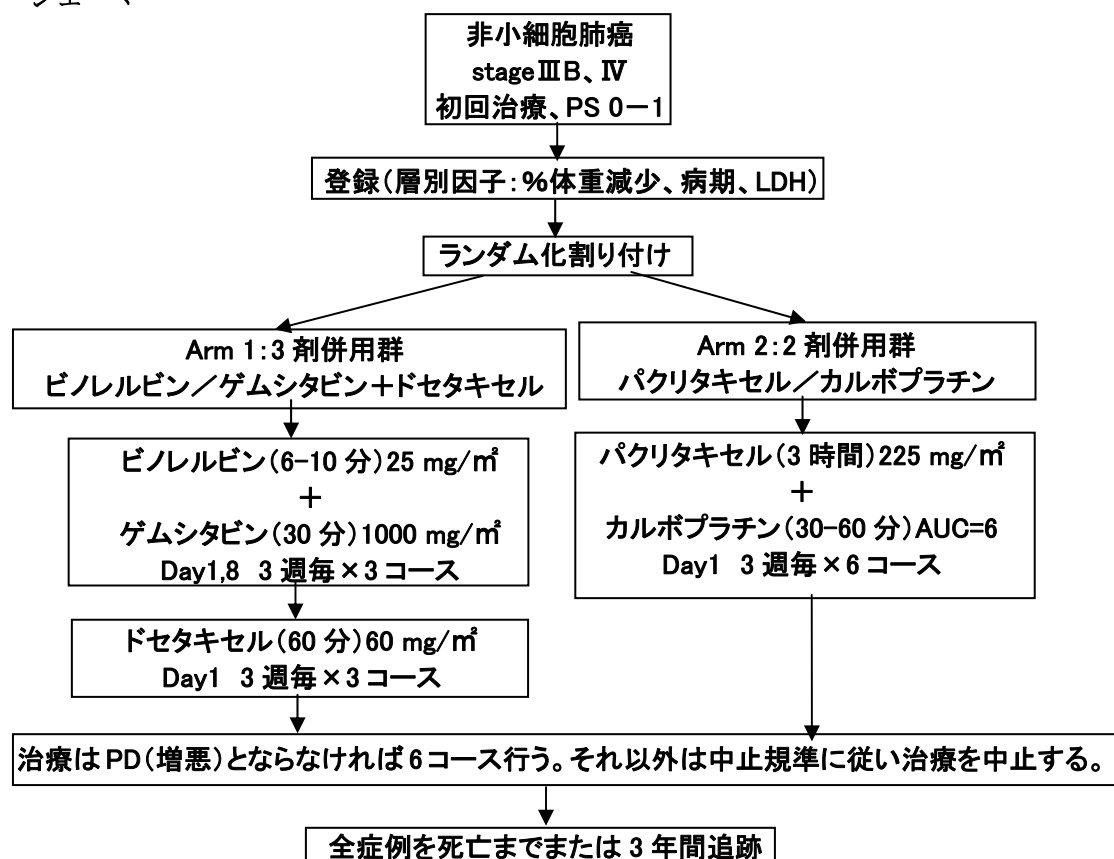 非小細胞肺癌
stageⅢB、Ⅳ
初回治療、PS 0－1
登録(層別因子:%体重減少、病期、LDH)
ランダム化割り付け
Arm 1:3 剤併用群
ビノレルビン／ゲムシタビン＋ドセタキセル
Arm 2:2 剤併用群
パクリタキセル／カルボプラチン
ビノレルビン(6-10 分)25 mg/㎡
＋
ゲムシタビン(30 分)1000 mg/㎡
Day1,8 3 週毎×3 コース
パクリタキセル(3 時間)225 mg/㎡
＋
カルボプラチン(30-60 分)AUC=6
Day1 3 週毎×6 コース
ドセタキセル(60 分)60 mg/㎡
Day1 3 週毎×3 コース
治療は PD(増悪)とならなければ 6 コース行う。それ以外は中止規準に従い治療を中止する。
全症例を死亡までまたは 3 年間追跡